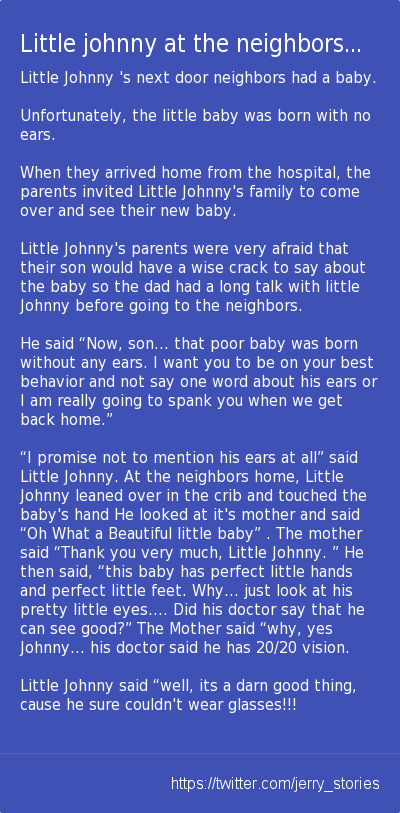 Little johnny at the neighbors...
Little Johnny 's next door neighbors had a baby.
Unfortunately, the little baby was born with no
ears.
When they arrived home from the hospital, the
parents invited Little Johnny's family to come
over and see their new baby.
Little Johnny's parents were very afraid that
their son would have a wise crack to say about
the baby so the dad had a long talk with little
Johnny before going to the neighbors.
He said “Now, son... that poor baby was born
without any ears. I want you to be on your best
behavior and not say one word about his ears or
I am really going to spank you when we get
back home.”
“I promise not to mention his ears at all” said
Little Johnny. At the neighbors home, Little
Johnny leaned over in the crib and touched the
baby's hand He looked at it's mother and said
“Oh What a Beautiful little baby” . The mother
said “Thank you very much, Little Johnny. ” He
then said, “this baby has perfect little hands
and perfect little feet. Why... just look at his
pretty little eyes.... Did his doctor say that he
can see good?” The Mother said “why, yes
Johnny... his doctor said he has 20/20 vision.
Little Johnny said “well, its a darn good thing,
cause he sure couldn't wear glasses!!!
https://twitter.com/jerry_stories